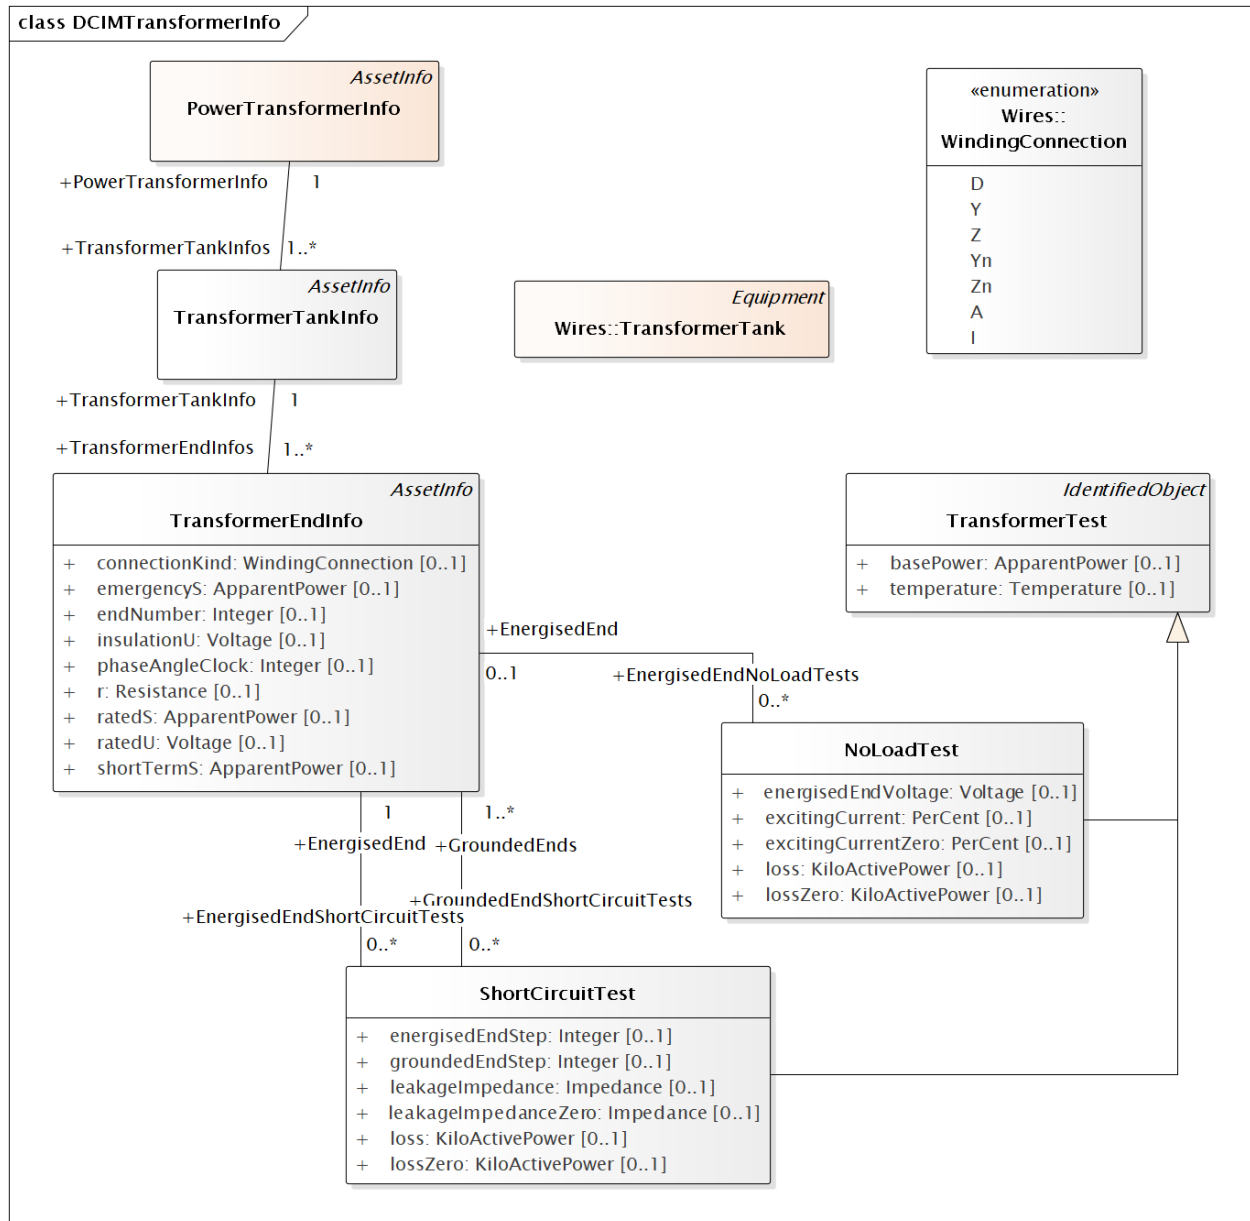 class DCIMTransformerInfo
AssetInfo
PowerTransformerInfo
+PowerTransformerInfo 1
+TransformerTankInfos 1..*
AssetInfo
TransformerTankInfo
+TransformerTankInfo 1
+TransformerEndInfos 1..*
Equipment
Wires::TransformerTank
«enumeration»
Wires::
WindingConnection
D
Y
Z
Yn
Zn
A
I
AssetInfo
TransformerEndInfo
+ connectionKind: WindingConnection [0..1]
+ emergencyS: ApparentPower [0..1]
+ endNumber: Integer [0..1]
+ insulationU: Voltage [0..1]
+ phaseAngleClock: Integer [0..1]
+ r: Resistance [0..1]
+ ratedS: ApparentPower [0..1]
+ ratedU: Voltage [0..1]
+ shortTermS: ApparentPower [0..1]
IdentifiedObject
TransformerTest
+ basePower: ApparentPower [0..1]
+ temperature: Temperature [0..1]
+EnergisedEnd
0..1
+EnergisedEndNoLoadTests
0..*
NoLoadTest
+ energisedEndVoltage: Voltage [0..1]
+ excitingCurrent: PerCent [0..1]
+ excitingCurrentZero: PerCent [0..1]
+ loss: KiloActivePower [0..1]
+ lossZero: KiloActivePower [0..1]
1 1..*
+EnergisedEnd +GroundedEnds
+GroundedEndShortCircuitTests
+EnergisedEndShortCircuitTests
0..* 0..*
ShortCircuitTest
+ energisedEndStep: Integer [0..1]
+ groundedEndStep: Integer [0..1]
+ leakageImpedance: Impedance [0..1]
+ leakageImpedanceZero: Impedance [0..1]
+ loss: KiloActivePower [0..1]
+ lossZero: KiloActivePower [0..1]